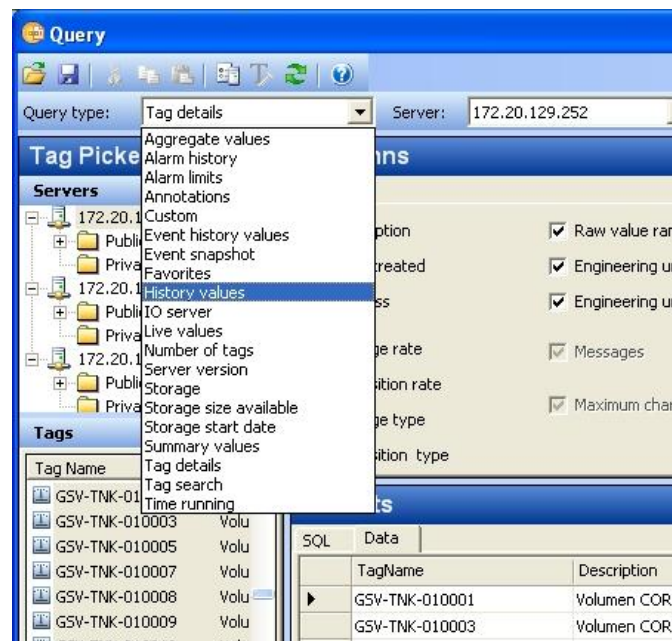 Query
Query type: Tag details Server: 172.20.129.252
Aggregate values
Alarm history
Alarm limits
Annotations
Custom
Event history values
Event snapshot
Favorites
History values
IO server
Live values
Number of tags
Server version
Storage
Storage size available
Storage start date
Summary values
Tag details
Tag search
Time running
Tag Picke
Servers
172.20.1
Publi
Priva
172.20.1
Publi
Priva
172.20.1
Publi
Priva
Tags
Tag Name
GSV-TNK-01
GSV-TNK-010003 Volu
GSV-TNK-010005 Volu
GSV-TNK-010007 Volu
GSV-TNK-010008 Volu
GSV-TNK-010009 Volu
mns
ption
created
ss
ge rate
sition rate
ge type
sition type
Raw value ran
Engineering u
Engineering u
Messages
Maximum char
ts
SQL Data
TagName Description
GSV-TNK-010001 Volumen COR
GSV-TNK-010003 Volumen COR